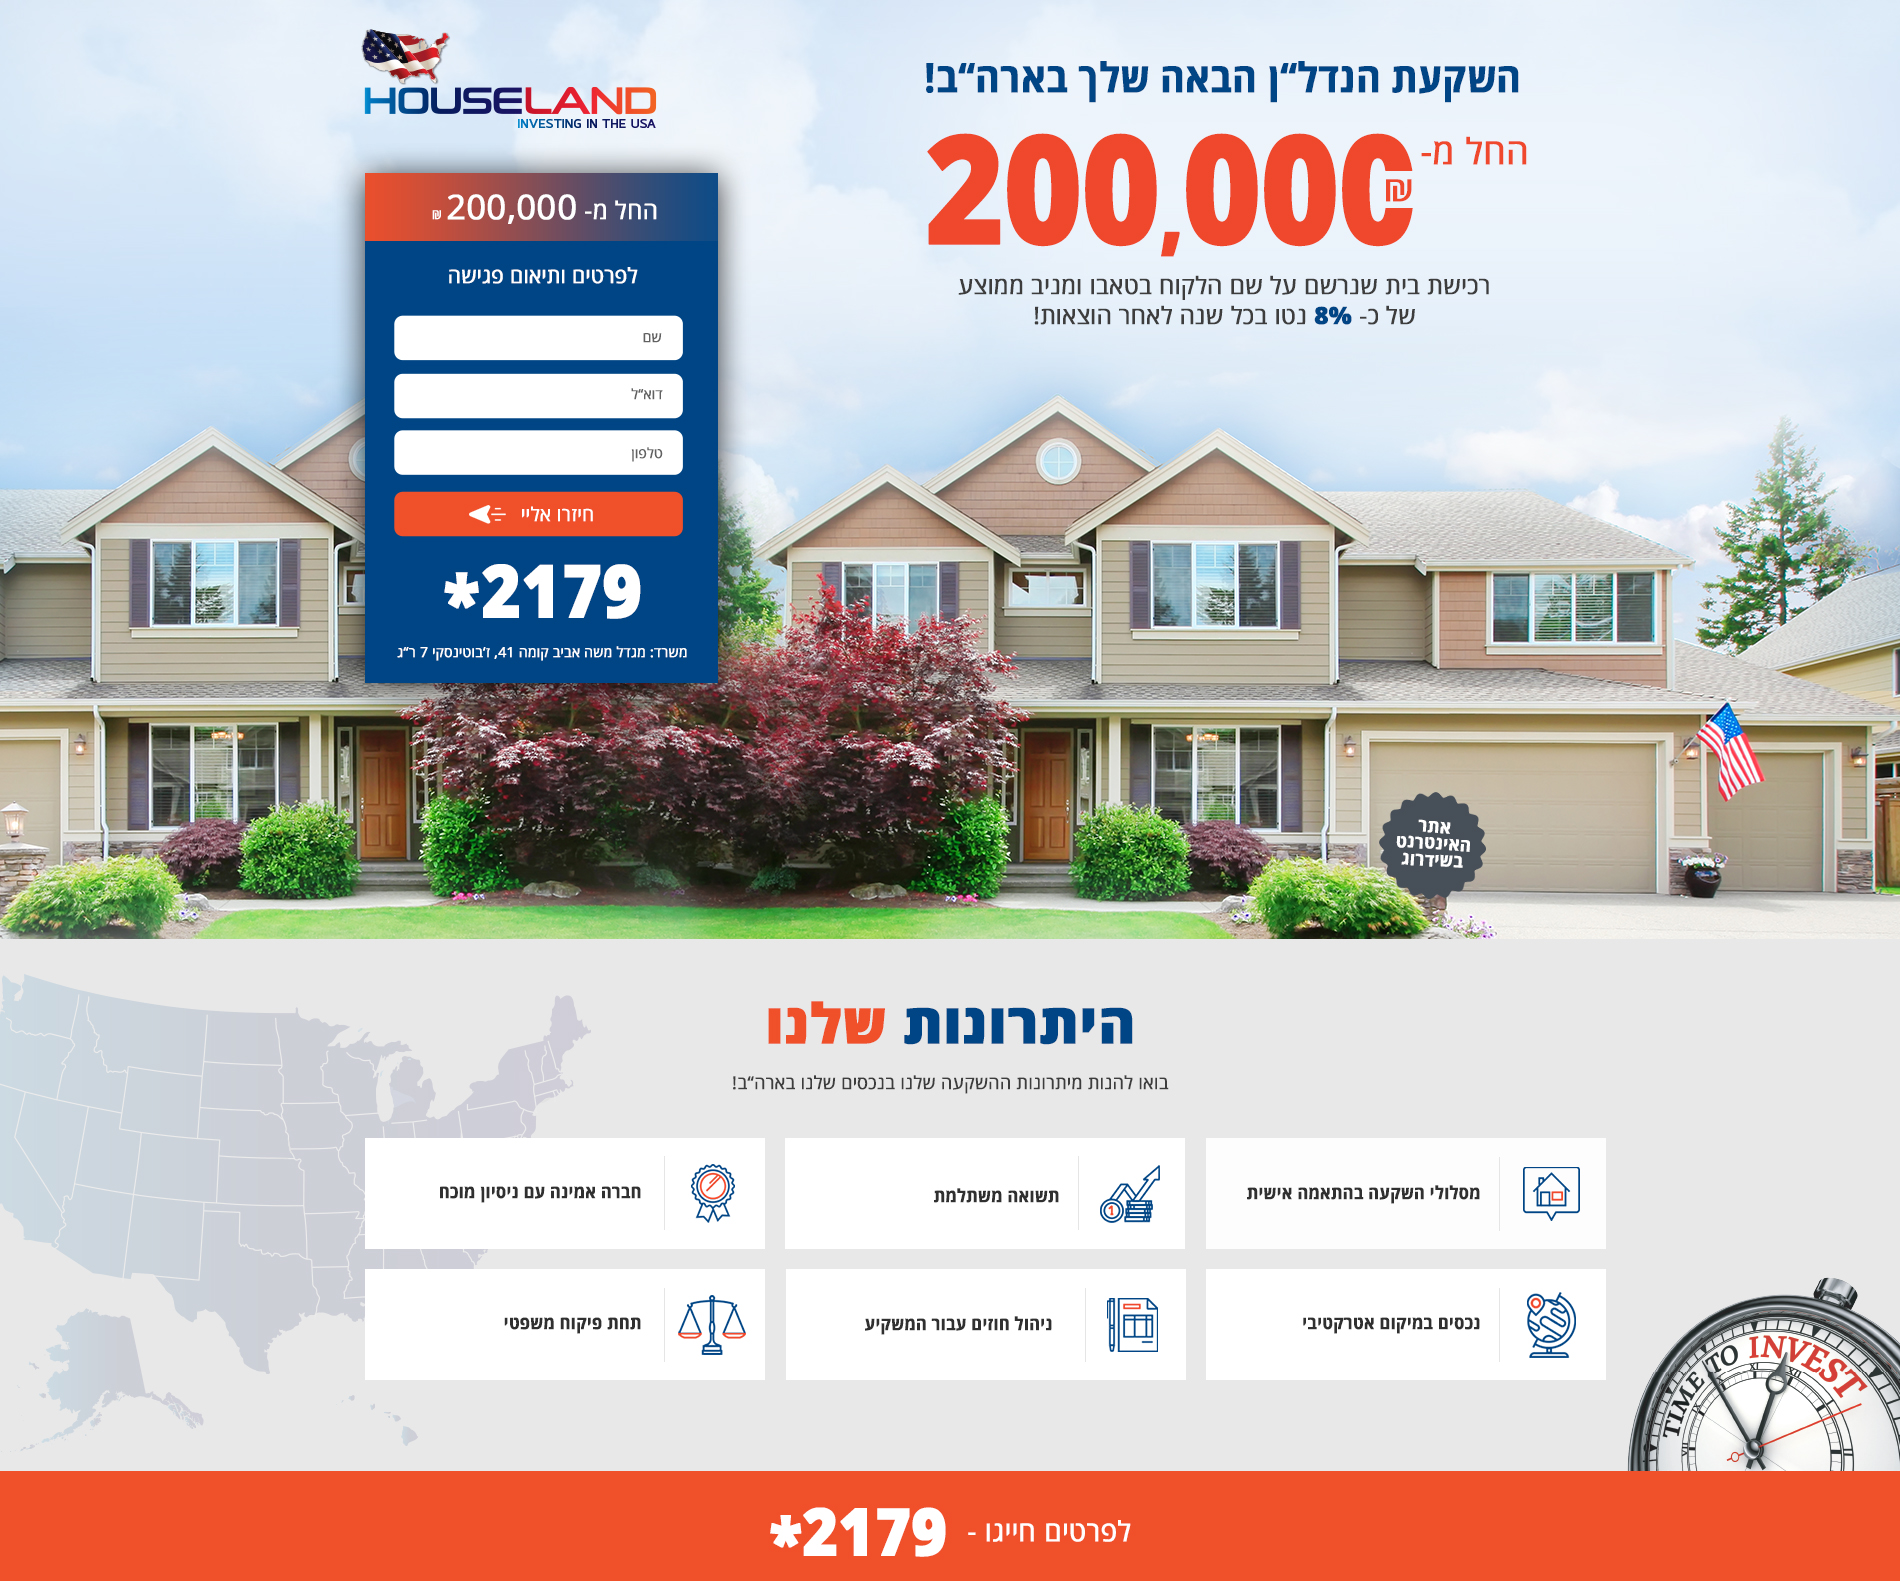 HOUSELAND
INVESTING IN THE USA
השקעת הנדל"ן הבאה שלך בארה"ב!
החל מ-
200,000 ₪
רכישת בית שנרשם על שם הלקוח בטאבו ומניב ממוצע
של כ- 8% נטו בכל שנה לאחר הוצאות!
החל מ- 200,000 ₪
לפרטים ותיאום פגישה
שם
דוא"ל
טלפון
חיזרו אליי
*2179
משרד: מגדל משה אביב קומה 41, ז'בוטינסקי 7 ר"ג
אתר
האינטרנט
בשידרוג
היתרונות שלנו
בואו להנות מיתרונות ההשקעה שלנו בנכסים שלנו בארה"ב!
מסלולי השקעה בהתאמה אישית
תשואה משתלמת
חברה אמינה עם ניסיון מוכח
נכסים במיקום אטרקטיבי
ניהול חוזים עבור המשקיע
תחת פיקוח משפטי
TIME TO INVEST
לפרטים חייגו - *2179